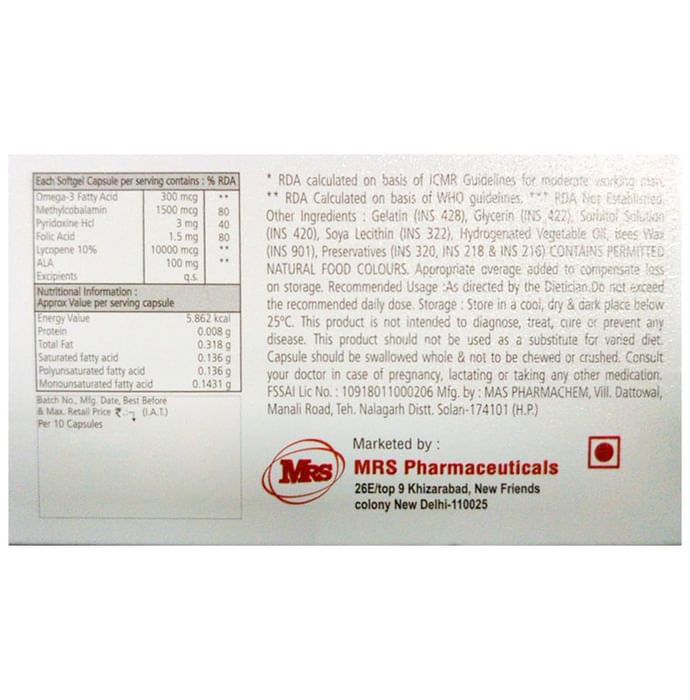 Each Softgel Capsule per serving contains : % RDA
Omega-3 Fatty Acid 300 mcg **
Methylcobalamin 1500 mcg 80
Pyridoxine Hcl 3 mg 40
Folic Acid 1.5 mg 80
Lycopene 10% 10000 mcg **
ALA 100 mg **
Excipients q.s.
Nutritional Information :
Approx Value per serving capsule
Energy Value 5.862 kcal
Protein 0.008 g
Total Fat 0.318 g
Saturated fatty acid 0.136 g
Polyunsaturated fatty acid 0.136 g
Monounsaturated fatty acid 0.1431 g
Batch No., Mfg. Date, Best Before
& Max. Retail Price ₹ (I.A.T.)
Per 10 Capsules
* RDA calculated on basis of ICMR Guidelines for moderate working man.
** RDA Calculated on basis of WHO guidelines. *** RDA Not Established.
Other Ingredients : Gelatin (INS 428), Glycerin (INS 422), Sorbitol Solution
(INS 420), Soya Lecithin (INS 322), Hydrogenated Vegetable Oil, Bees Wax
(INS 901), Preservatives (INS 320, INS 218 & INS 216) CONTAINS PERMITTED
NATURAL FOOD COLOURS. Appropriate overage added to compensate loss
on storage. Recommended Usage :As directed by the Dietician.Do not exceed
the recommended daily dose. Storage : Store in a cool, dry & dark place below
25°C. This product is not intended to diagnose, treat, cure or prevent any
disease. This product should not be used as a substitute for varied diet.
Capsule should be swallowed whole & not to be chewed or crushed. Consult
your doctor in case of pregnancy, lactating or taking any other medication.
FSSAI Lic No. : 10918011000206 Mfg. by : MAS PHARMACHEM, Vill. Dattowal,
Manali Road, Teh. Nalagarh Distt. Solan-174101 (H.P.)
Marketed by :
MRS
MRS Pharmaceuticals
26E/top 9 Khizarabad, New Friends
colony New Delhi-110025